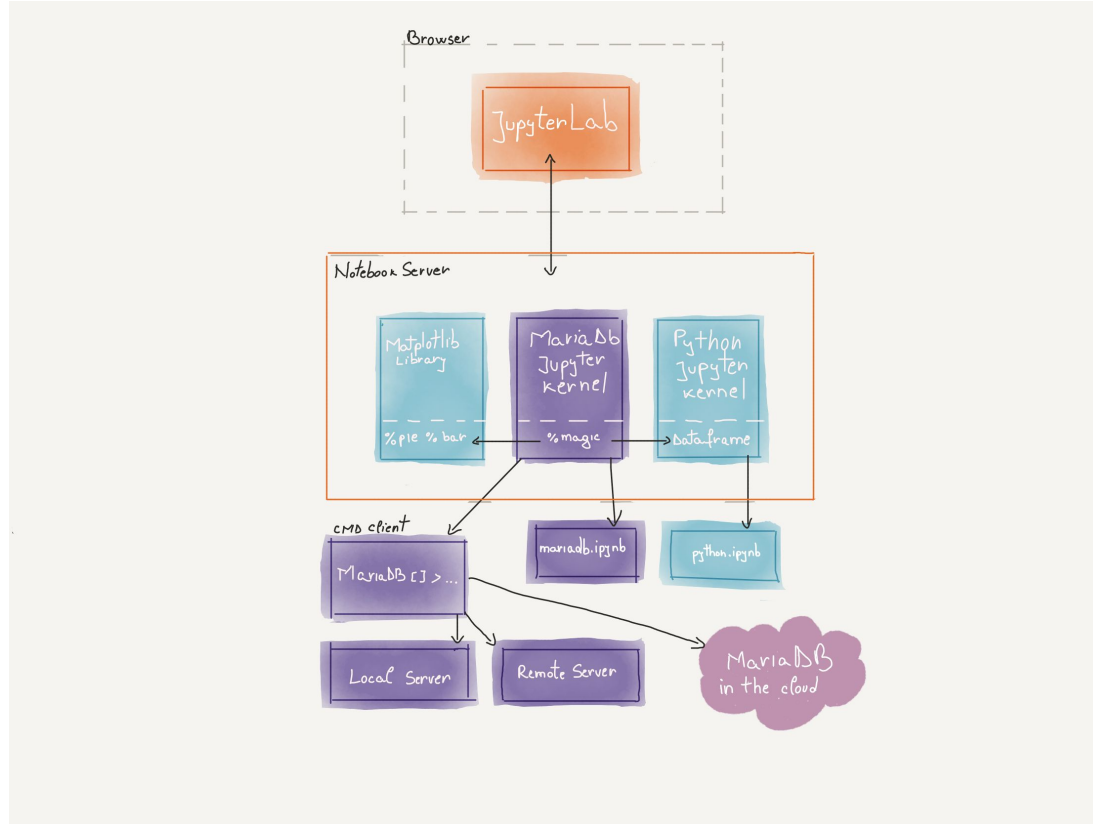 Browser
JupyterLab
Notebook Server
Matplotlib
Library
%pie % bar
MariaDb
Jupyter
kernel
%magic
Python
Jupyter
kernel
Dataframe
CMD client
MariaDB [] > ...
mariadb.ipynb
python.ipynb
Local Server
Remote Server
MariaDB
in the cloud